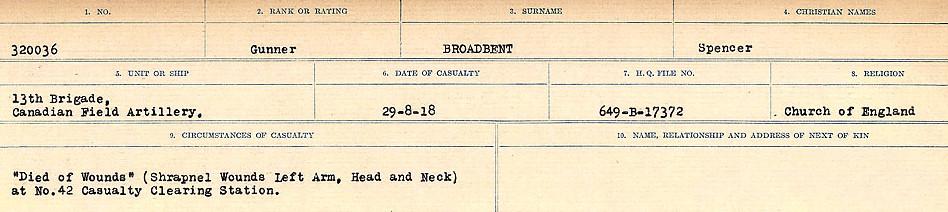 1. NO. 2. RANK OR RATING 3. SURNAME 4. CHRISTIAN NAMES
320036 Gunner BROADBENT Spencer
5. UNIT OR SHIP 6. DATE OF CASUALTY 7. H.Q. FILE NO. 8. RELIGION
13th Brigade,
Canadian Field Artillery. 29-8-18 649-B-17372 Church of England
9. CIRCUMSTANCES OF CASUALTY 10. NAME, RELATIONSHIP AND ADDRESS OF NEXT OF KIN
"Died of Wounds" (Shrapnel Wounds Left Arm, Head and Neck)
at No.42 Casualty Clearing Station.